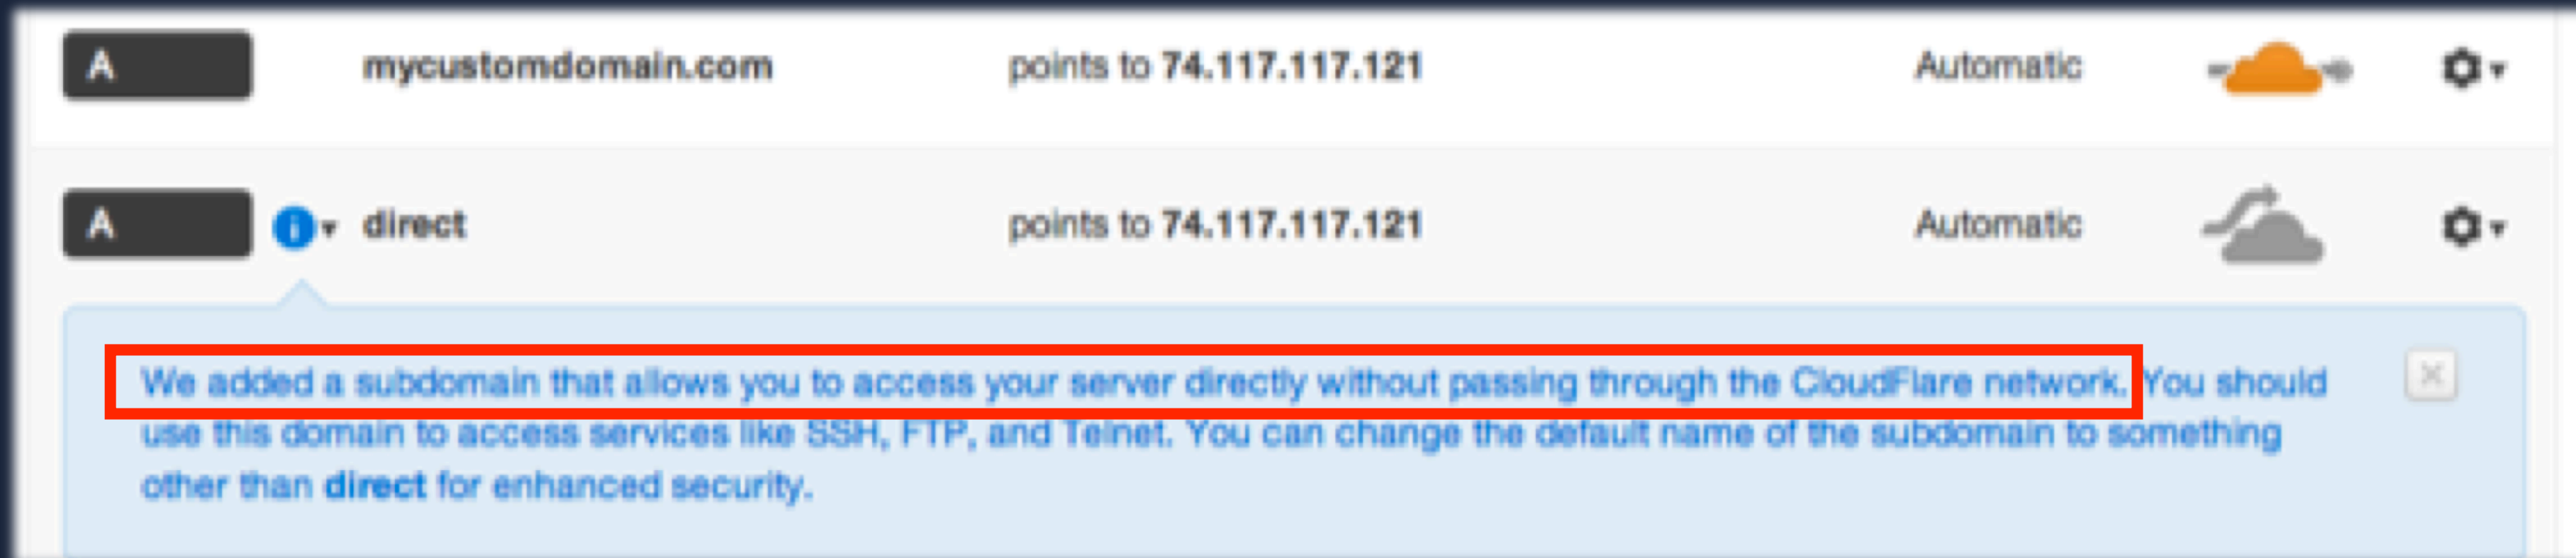 A mycustomdomain.com points to 74.117.117.121 Automatic
A direct points to 74.117.117.121 Automatic
We added a subdomain that allows you to access your server directly without passing through the CloudFlare network. You should
use this domain to access services like SSH, FTP, and Telnet. You can change the default name of the subdomain to something
other than direct for enhanced security.